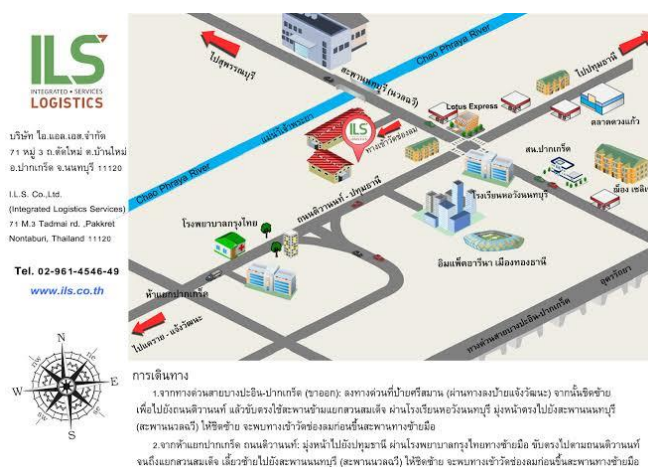 ILS
INTEGRATED • SERVICES
LOGISTICS
บริษัท ไอ.แอล.เอส.จำกัด
71 หมู่ 3 ถ.ตัดใหม่ ต.บ้านใหม่
อ.ปากเกร็ด จ.นนทบุรี 11120
I.L.S. Co.,Ltd.
(Integrated Logistics Services)
71 M.3 Tadmai rd. ,Pakkret
Nontaburi, Thailand 11120
Tel. 02-961-4546-49
www.ils.co.th
N
ne
E
se
S
sw
W
nw
ไปสุพรรณบุรี
สะพานนนทบุรี (นวลฉวี)
Chao Phraya River
ไปปทุมธานี
Lotus Express
ตลาดดวงแก้ว
แม่น้ำเจ้าพระยา
ILS
ทางเข้าวัดช่องลม
สน.ปากเกร็ด
Chao Phraya River
ถนนติวานนท์ - ปทุมธานี
โรงเรียนหอวังนนทบุรี
เมือง
โรงพยาบาลกรุงไทย
อิมแพ็คอารีนา เมืองทองธานี
ห้าแยกปากเกร็ด
ไปแคราย - แจ้งวัฒนะ
ทางด่วนสายบางปะอิน-ปากเกร็ด
อุดรรัถยา
การเดินทาง
1.จากทางด่วนสายบางปะอิน-ปากเกร็ด (ขาออก): ลงทางด่วนที่ป้ายศรีสมาน (ผ่านทางลงป้ายแจ้งวัฒนะ) จากนั้นชิดซ้าย
เพื่อไปยังถนนติวานนท์ แล้วขับตรงใช้สะพานข้ามแยกสวนสมเด็จ ผ่านโรงเรียนหอวังนนทบุรี มุ่งหน้าตรงไปยังสะพานนนทบุรี
(สะพานนวลฉวี) ให้ชิดซ้าย จะพบทางเข้าวัดช่องลมก่อนขึ้นสะพานทางซ้ายมือ
2.จากห้าแยกปากเกร็ด ถนนติวานนท์: มุ่งหน้าไปยังปทุมธานี ผ่านโรงพยาบาลกรุงไทยทางซ้ายมือ ขับตรงไปตามถนนติวานนท์
จนถึงแยกสวนสมเด็จ เลี้ยวซ้ายไปยังสะพานนนทบุรี (สะพานนวลฉวี) ให้ชิดซ้าย จะพบทางเข้าวัดช่องลมก่อนขึ้นสะพานทางซ้ายมือ